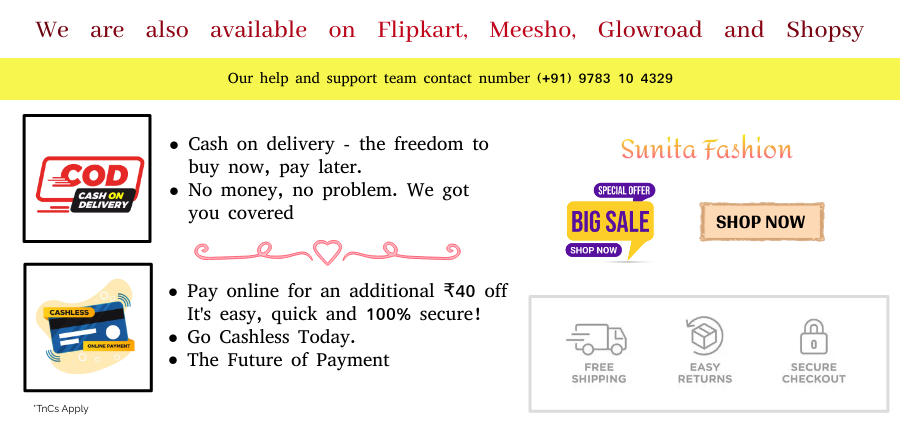 We are also available on Flipkart, Meesho, Glowroad and Shopsy
Our help and support team contact number (+91) 9783 10 4329
COD
CASH ON
DELIVERY
• Cash on delivery - the freedom to
buy now, pay later.
• No money, no problem. We got
you covered
CASHLESS
ONLINE PAYMENT
• Pay online for an additional ₹40 off
It's easy, quick and 100% secure!
• Go Cashless Today.
• The Future of Payment
*TnCs Apply
Sunita Fashion
SPECIAL OFFER
BIG SALE
SHOP NOW
SHOP NOW
FREE
SHIPPING
EASY
RETURNS
SECURE
CHECKOUT